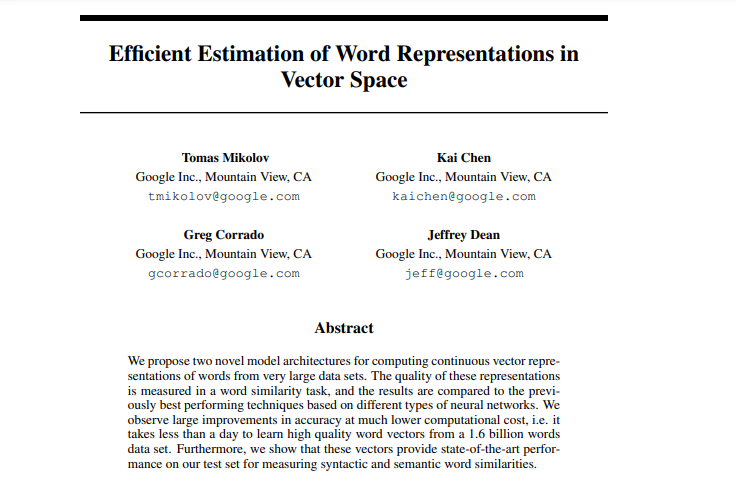 Efficient Estimation of Word Representations in
Vector Space
Tomas Mikolov
Google Inc., Mountain View, CA
tmikolov@google.com
Kai Chen
Google Inc., Mountain View, CA
kaichen@google.com
Greg Corrado
Google Inc., Mountain View, CA
gcorrado@google.com
Jeffrey Dean
Google Inc., Mountain View, CA
jeff@google.com
Abstract
We propose two novel model architectures for computing continuous vector repre-
sentations of words from very large data sets. The quality of these representations
is measured in a word similarity task, and the results are compared to the previ-
ously best performing techniques based on different types of neural networks. We
observe large improvements in accuracy at much lower computational cost, i.e. it
takes less than a day to learn high quality word vectors from a 1.6 billion words
data set. Furthermore, we show that these vectors provide state-of-the-art perfor-
mance on our test set for measuring syntactic and semantic word similarities.